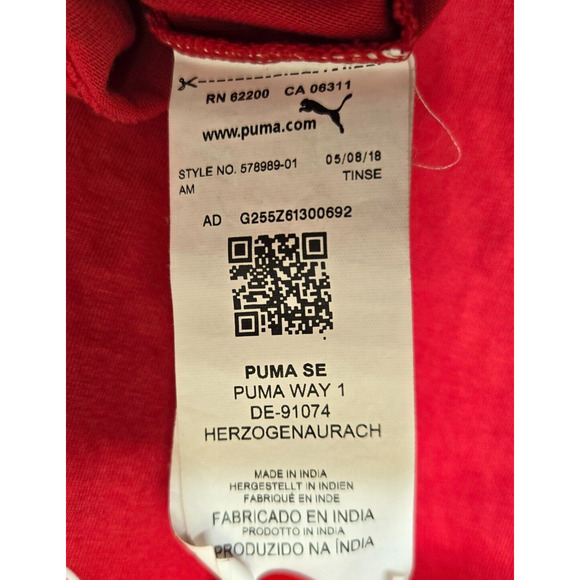 RN 62200 CA 06311
www.puma.com
STYLE NO. 578989-01 05/08/18
AM TINSE
AD G255Z61300692
PUMA SE
PUMA WAY 1
DE-91074
HERZOGENAURACH
MADE IN INDIA
HERGESTELLT IN INDIEN
FABRIQUÉ EN INDE
FABRICADO EN INDIA
PRODOTTO IN INDIA
PRODUZIDO NA ÍNDIA